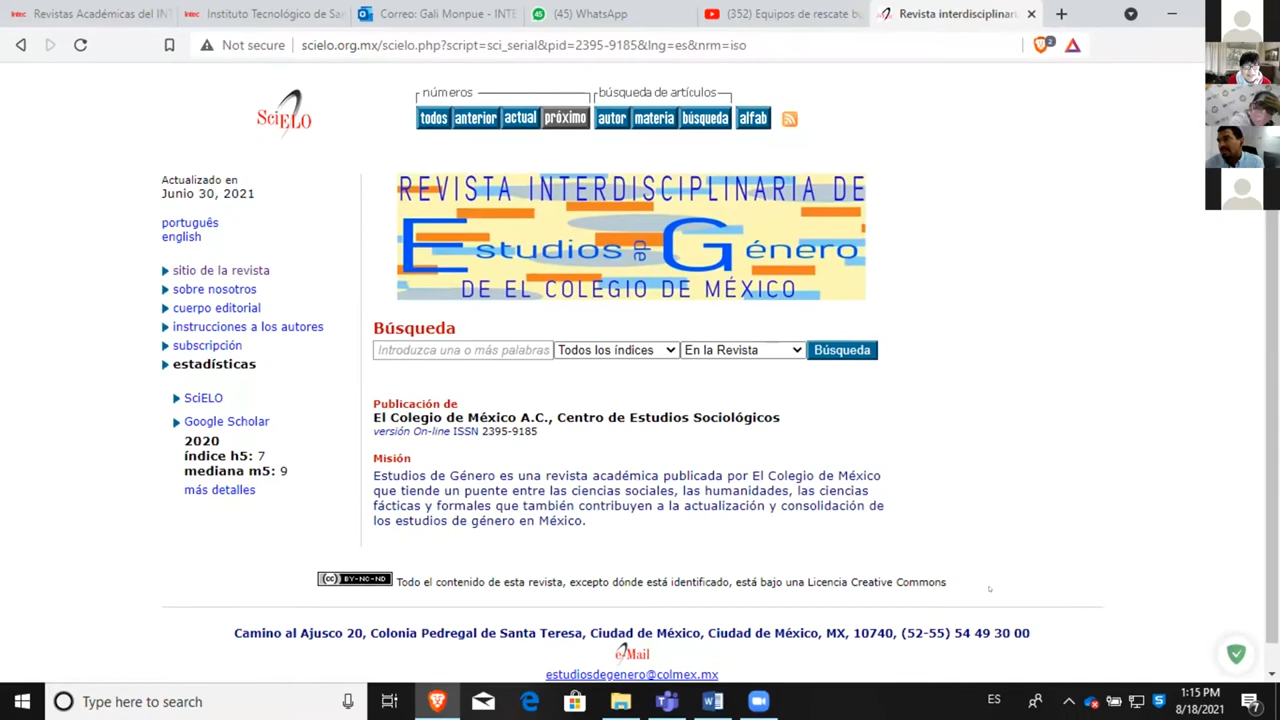 Revistas Académicas del INT
Instituto Tecnológico de Sa
Correo: Gali Monpue - INTE
(45) WhatsApp
(352) Equipos de rescate b
Revista interdisciplinari
Not secure
scielo.org.mx/scielo.php?script=sci_serial&pid=2395-9185&lng=es&nrm=iso
2
SciELO
números
búsqueda de artículos
todos anterior actual próximo autor materia búsqueda alfab
Actualizado en
Junio 30, 2021
português
english
sitio de la revista
sobre nosotros
cuerpo editorial
instrucciones a los autores
subscripción
estadísticas
SciELO
Google Scholar
2020
índice h5: 7
mediana m5: 9
más detalles
REVISTA INTERDISCIPLINARIA DE
Estudios de Género
DE EL COLEGIO DE MÉXICO
Búsqueda
Introduzca una o más palabras Todos los índices En la Revista Búsqueda
Publicación de
El Colegio de México A.C., Centro de Estudios Sociológicos
versión On-line ISSN 2395-9185
Misión
Estudios de Género es una revista académica publicada por El Colegio de México
que tiende un puente entre las ciencias sociales, las humanidades, las ciencias
fácticas y formales que también contribuyen a la actualización y consolidación de
los estudios de género en México.
(cc) BY-NC-ND Todo el contenido de esta revista, excepto dónde está identificado, está bajo una Licencia Creative Commons
Camino al Ajusco 20, Colonia Pedregal de Santa Teresa, Ciudad de México, Ciudad de México, MX, 10740, (52-55) 54 49 30 00
e-Mail
estudiosdegenero@colmex.mx
Type here to search
ES
1:15 PM
8/18/2021
7